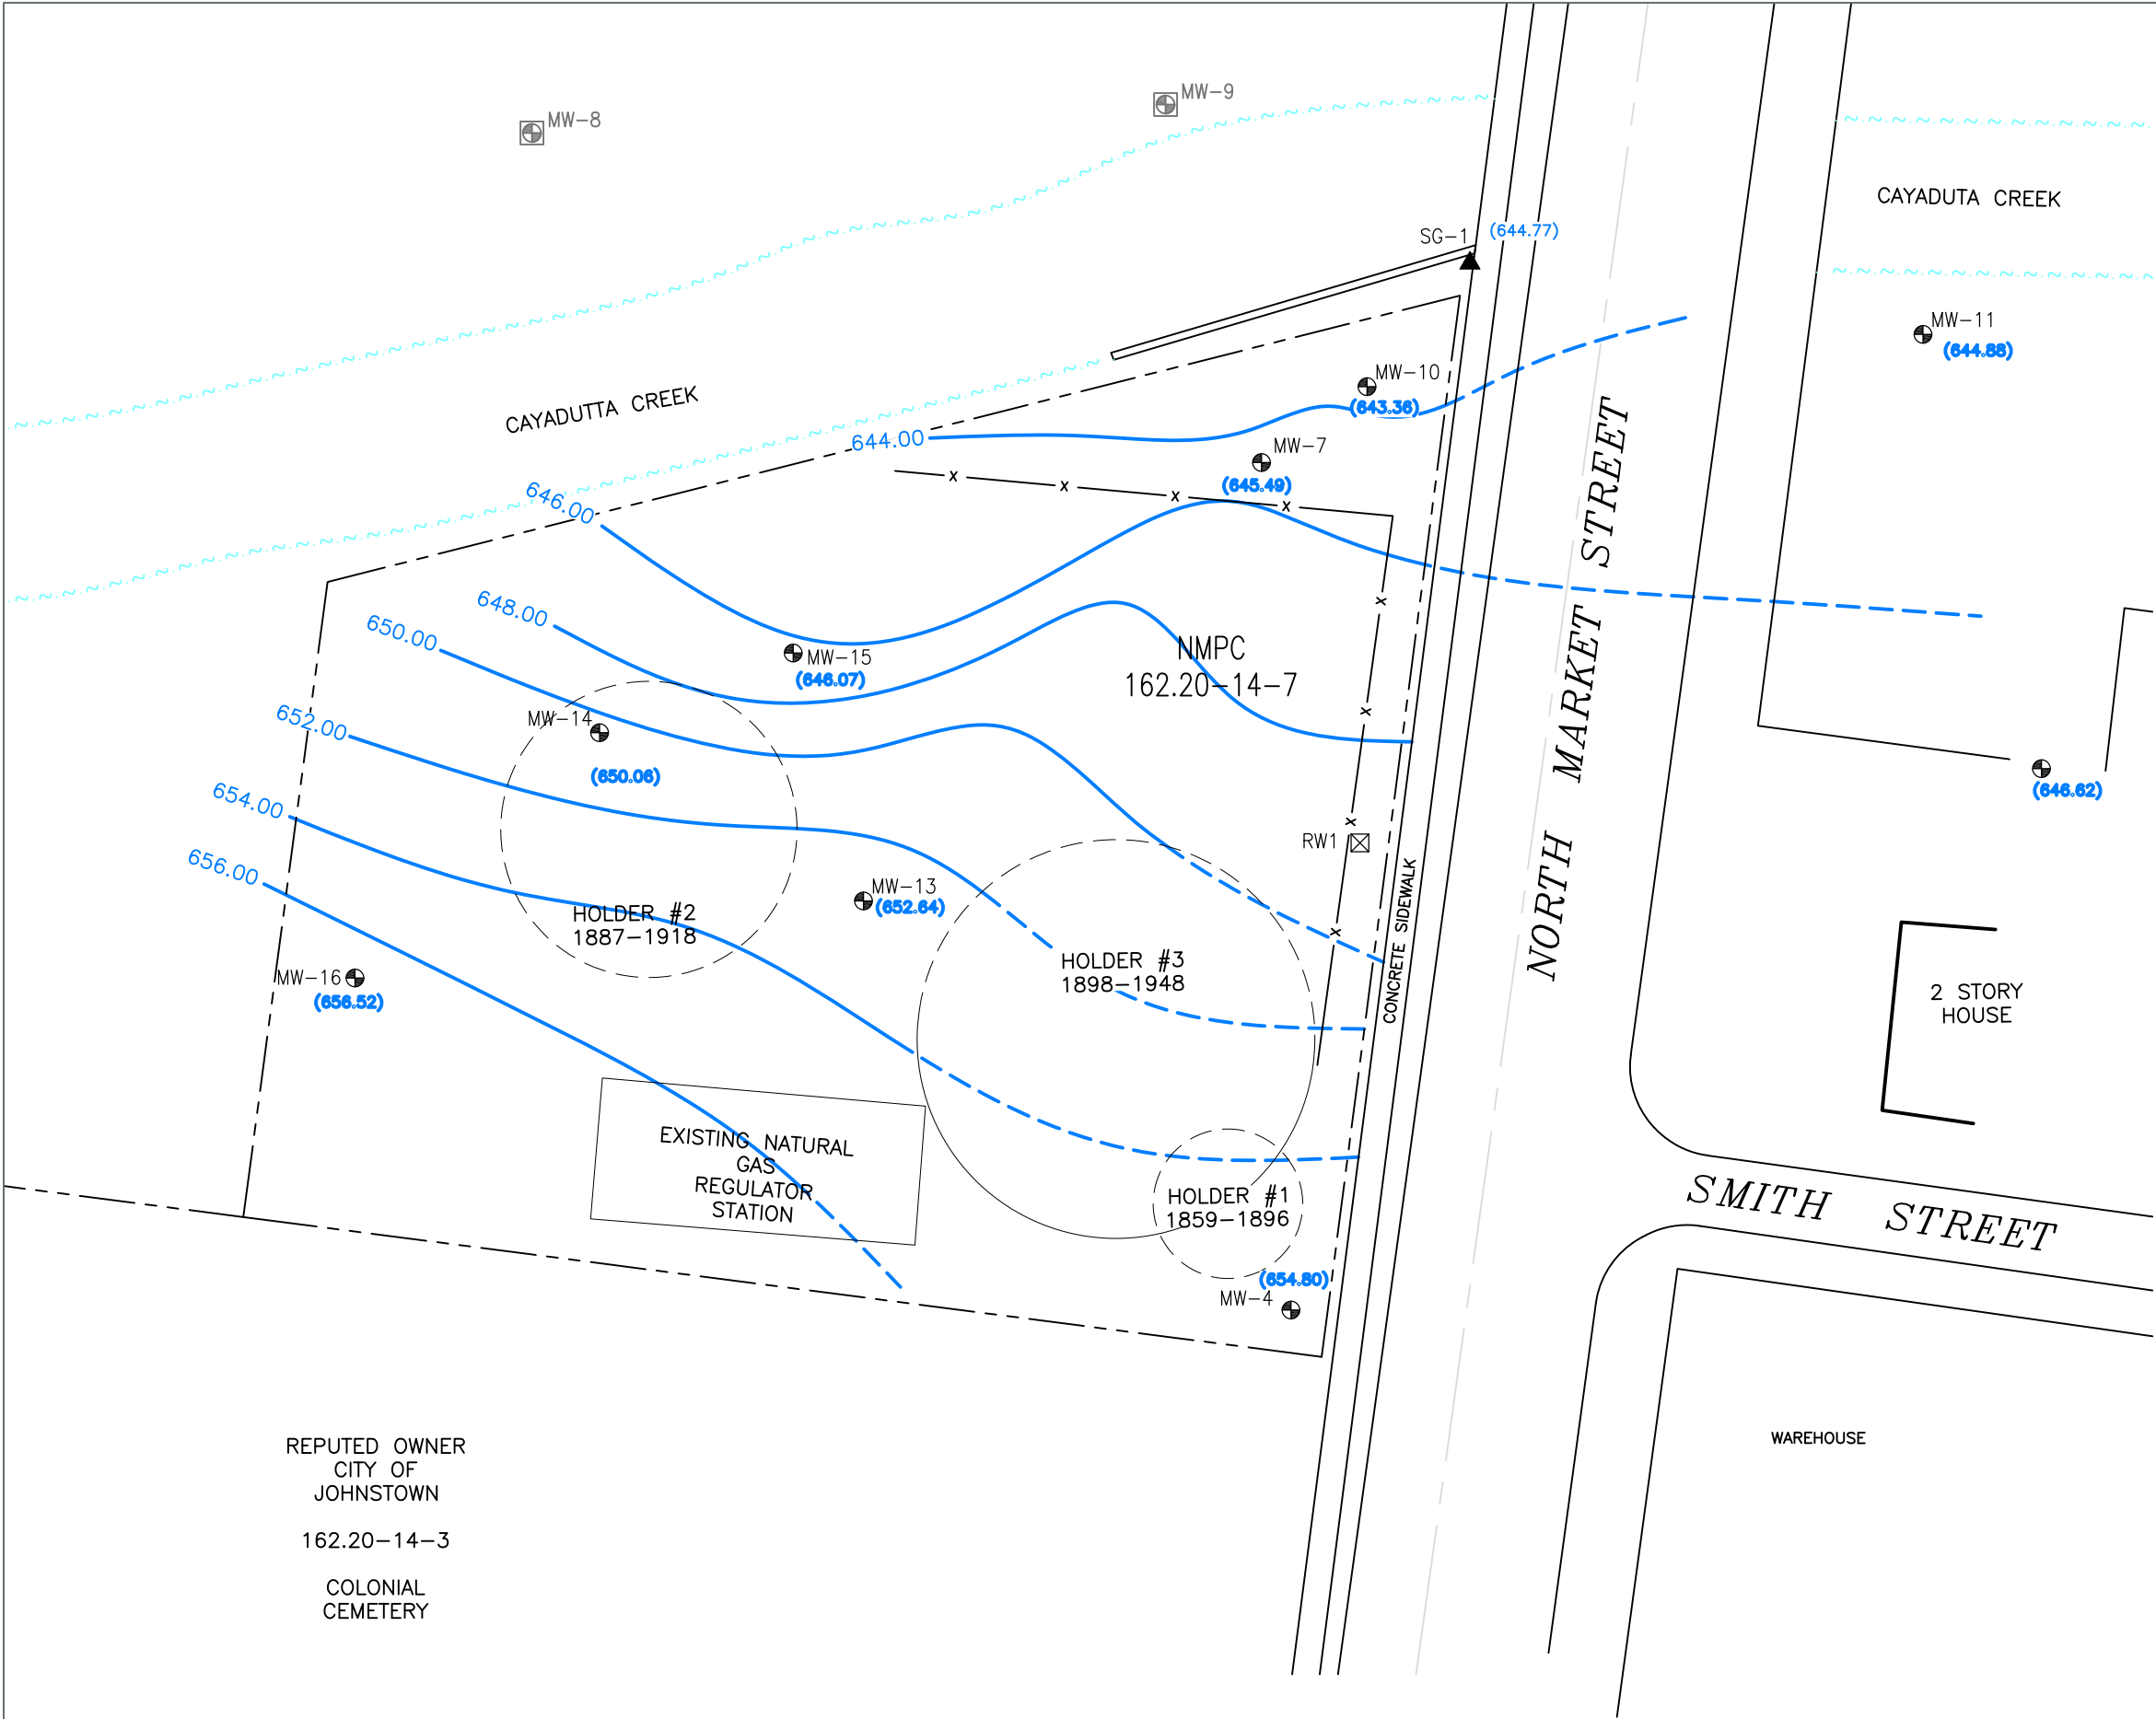 MW-9
MW-8
CAYADUTA CREEK
SG-1
(644.77)
MW-11
(644.88)
MW-10
(643.36)
CAYADUTTA CREEK
644.00
MW-7
(645.49)
646.00
648.00
650.00
NMPC
162.20-14-7
MW-15
(646.07)
652.00
MW-14
(650.06)
654.00
(646.62)
656.00
RW1
MW-13
(652.64)
HOLDER #2
1887-1918
CONCRETE SIDEWALK
NORTH MARKET STREET
HOLDER #3
1898-1948
MW-16
(656.52)
2 STORY
HOUSE
EXISTING NATURAL
GAS
REGULATOR
STATION
HOLDER #1
1859-1896
SMITH STREET
(654.80)
MW-4
REPUTED OWNER
CITY OF
JOHNSTOWN
162.20-14-3
COLONIAL
CEMETERY
WAREHOUSE